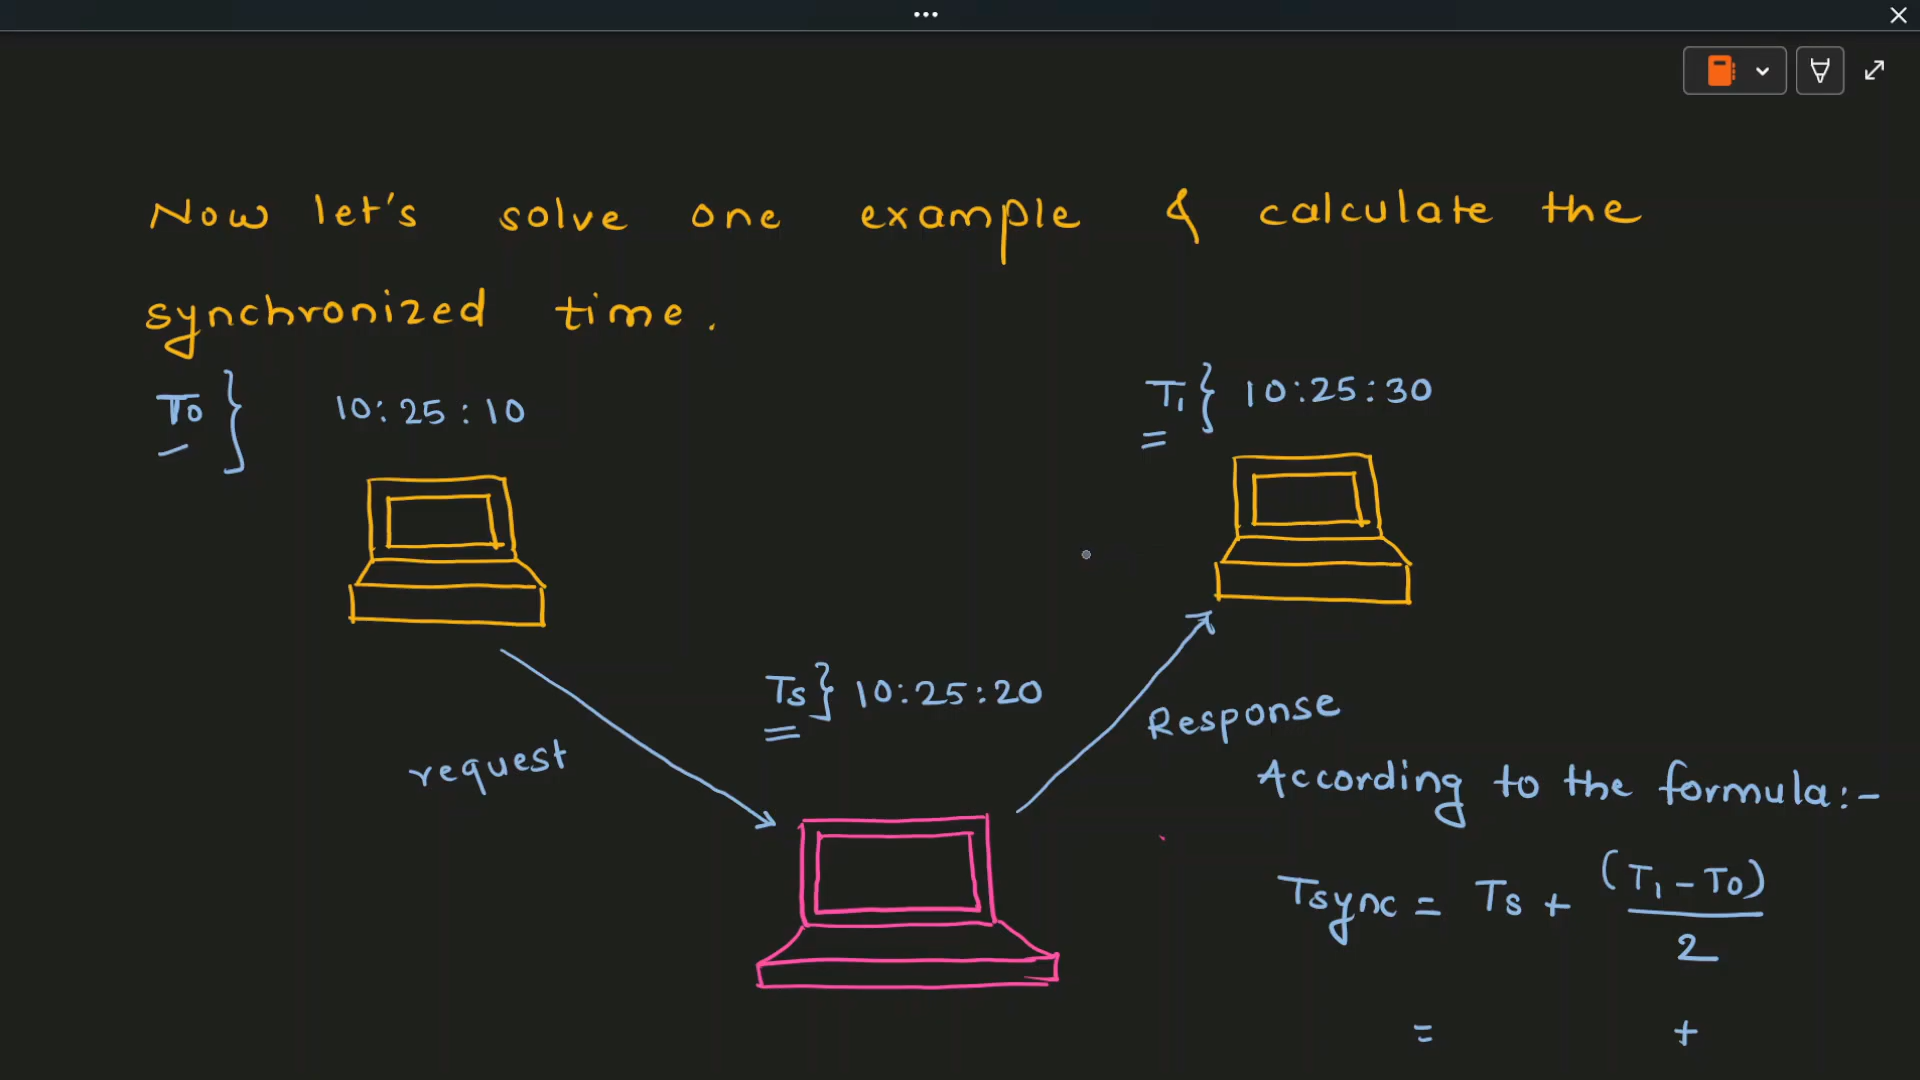 Now let's solve one example & calculate the
synchronized time.
To} 10:25:10
T1} 10:25:30
Ts} 10:25:20
request
Response
According to the formula:-
Tsync = Ts + (T1 - To)
2
= +